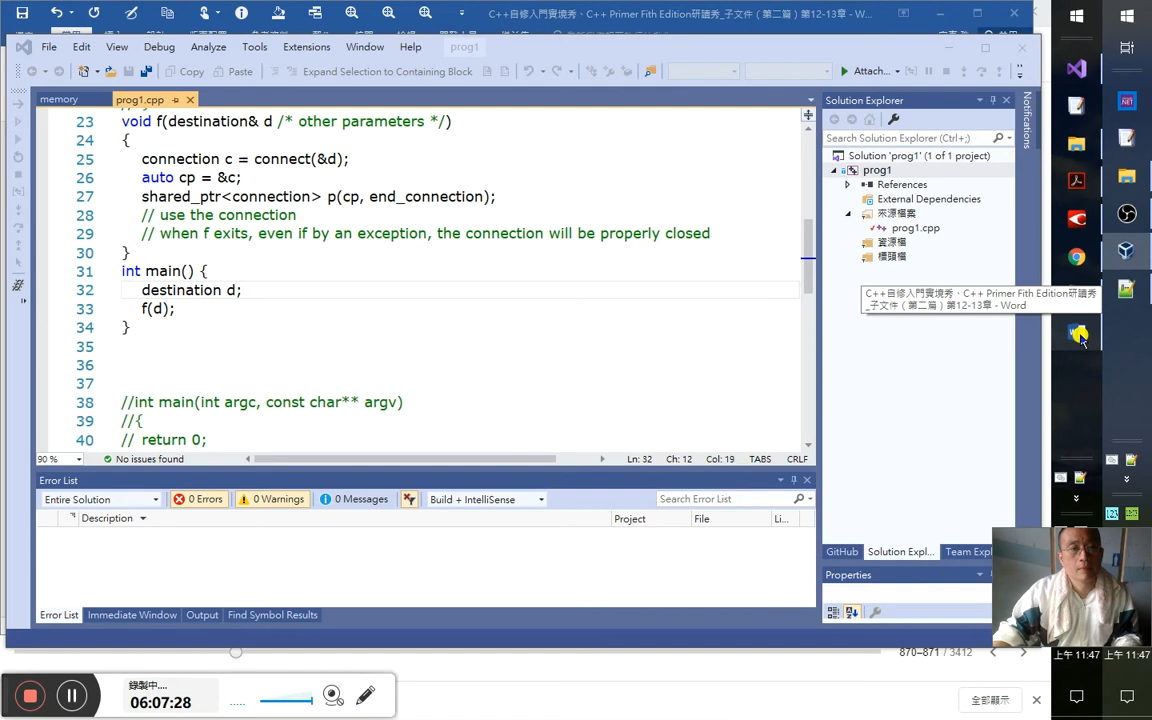 C++自修入門實境秀、C++ Primer Fith Edition研讀秀_子文件（第二篇）第12-13章 - W...
File Edit View Debug Analyze Tools Extensions Window Help prog1
Copy Paste Expand Selection to Containing Block Attach...
memory prog1.cpp
23 void f(destination& d /* other parameters */)
24 {
25 connection c = connect(&d);
26 auto cp = &c;
27 shared_ptr<connection> p(cp, end_connection);
28 // use the connection
29 // when f exits, even if by an exception, the connection will be properly closed
30 }
31 int main() {
32 destination d;
33 f(d);
34 }
35
36
37
38 //int main(int argc, const char** argv)
39 //{
40 // return 0;
90 % No issues found Ln: 32 Ch: 12 Col: 19 TABS CRLF
Error List
Entire Solution 0 Errors 0 Warnings 0 Messages Build + IntelliSense Search Error List
Description Project File Li...
Error List Immediate Window Output Find Symbol Results
Solution Explorer
Search Solution Explorer (Ctrl+;)
Solution 'prog1' (1 of 1 project)
prog1
References
External Dependencies
來源檔案
prog1.cpp
資源檔
標頭檔
Notifications
C++自修入門實境秀、C++ Primer Fith Edition研讀秀
_子文件（第二篇）第12-13章 - Word
GitHub Solution Expl... Team Expl
Properties
870–871 / 3412
上午 11:47 上午 11:47
錄製中....
06:07:28
全部顯示